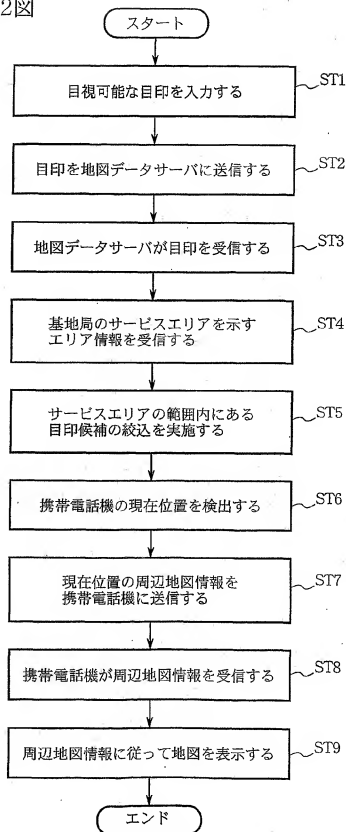 2図
スタート
目視可能な目印を入力する
ST1
目印を地図データサーバに送信する
ST2
地図データサーバが目印を受信する
ST3
基地局のサービスエリアを示す
エリア情報を受信する
ST4
サービスエリアの範囲内にある
目印候補の絞込を実施する
ST5
携帯電話機の現在位置を検出する
ST6
現在位置の周辺地図情報を
携帯電話機に送信する
ST7
携帯電話機が周辺地図情報を受信する
ST8
周辺地図情報に従って地図を表示する
ST9
エンド